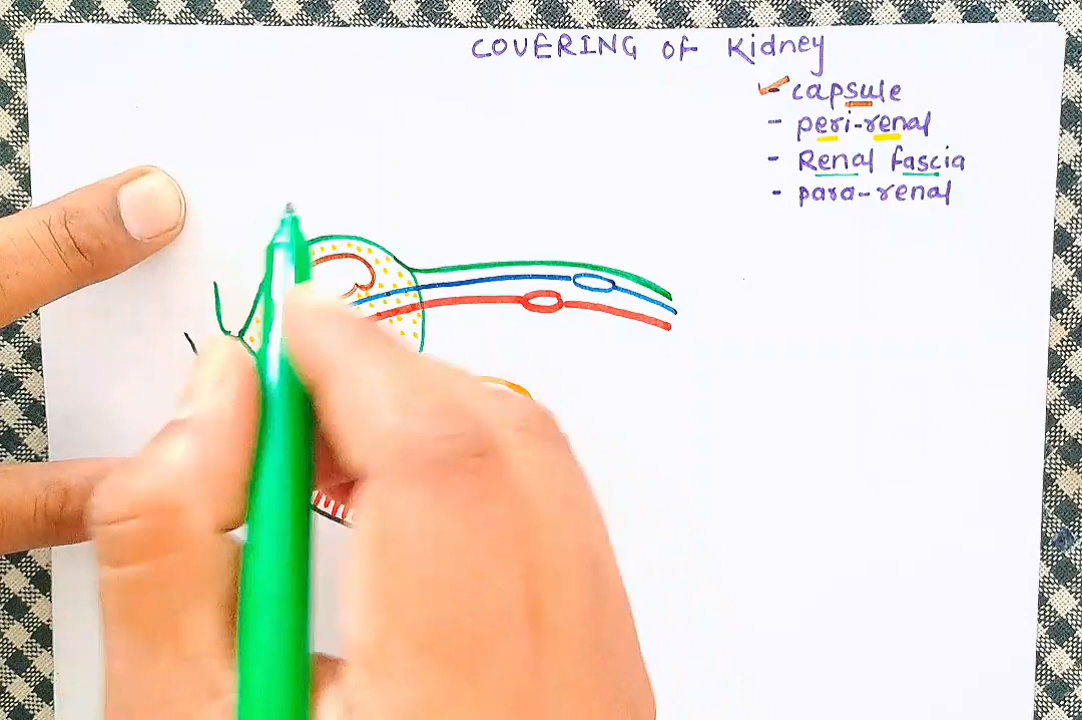 COVERING OF Kidney
- capsule
- peri-renal
- Renal fascia
- para-renal